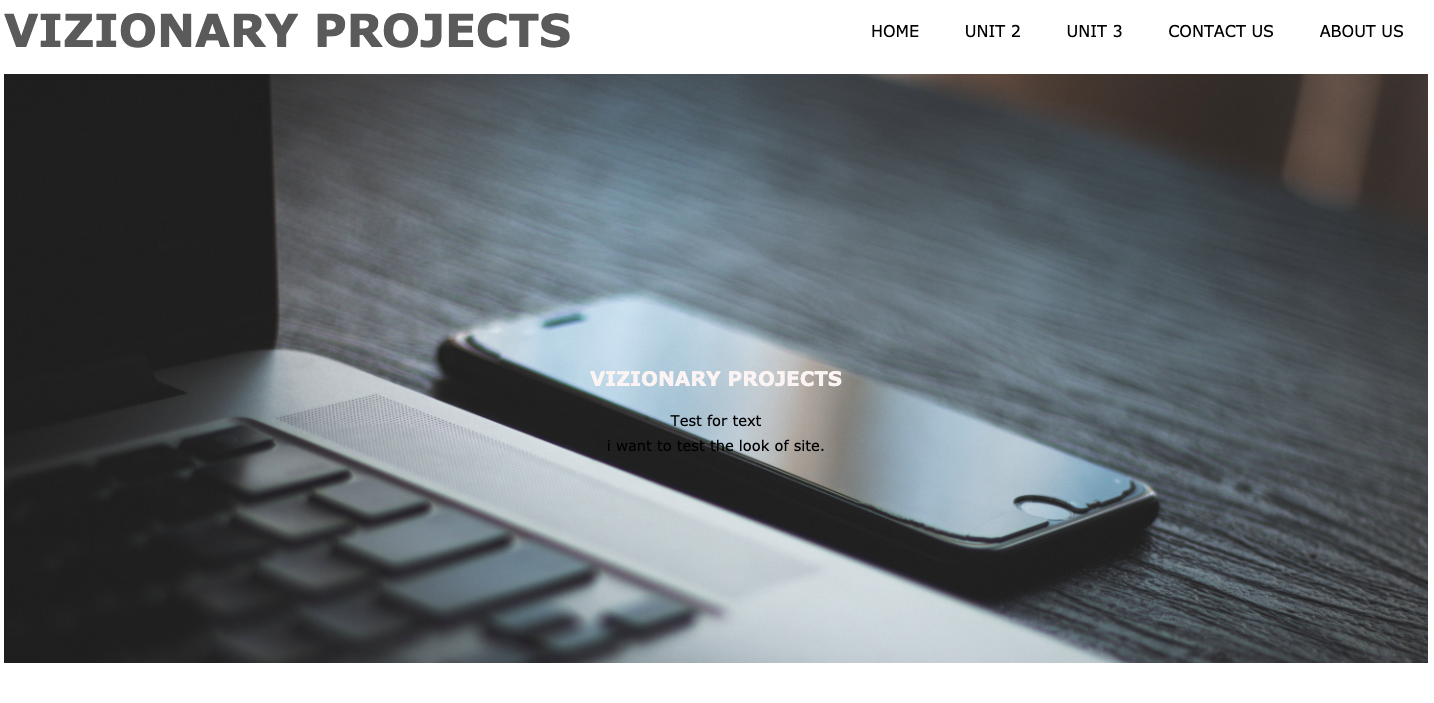 VIZIONARY PROJECTS
HOME UNIT 2 UNIT 3 CONTACT US ABOUT US
VIZIONARY PROJECTS
Test for text
i want to test the look of site.